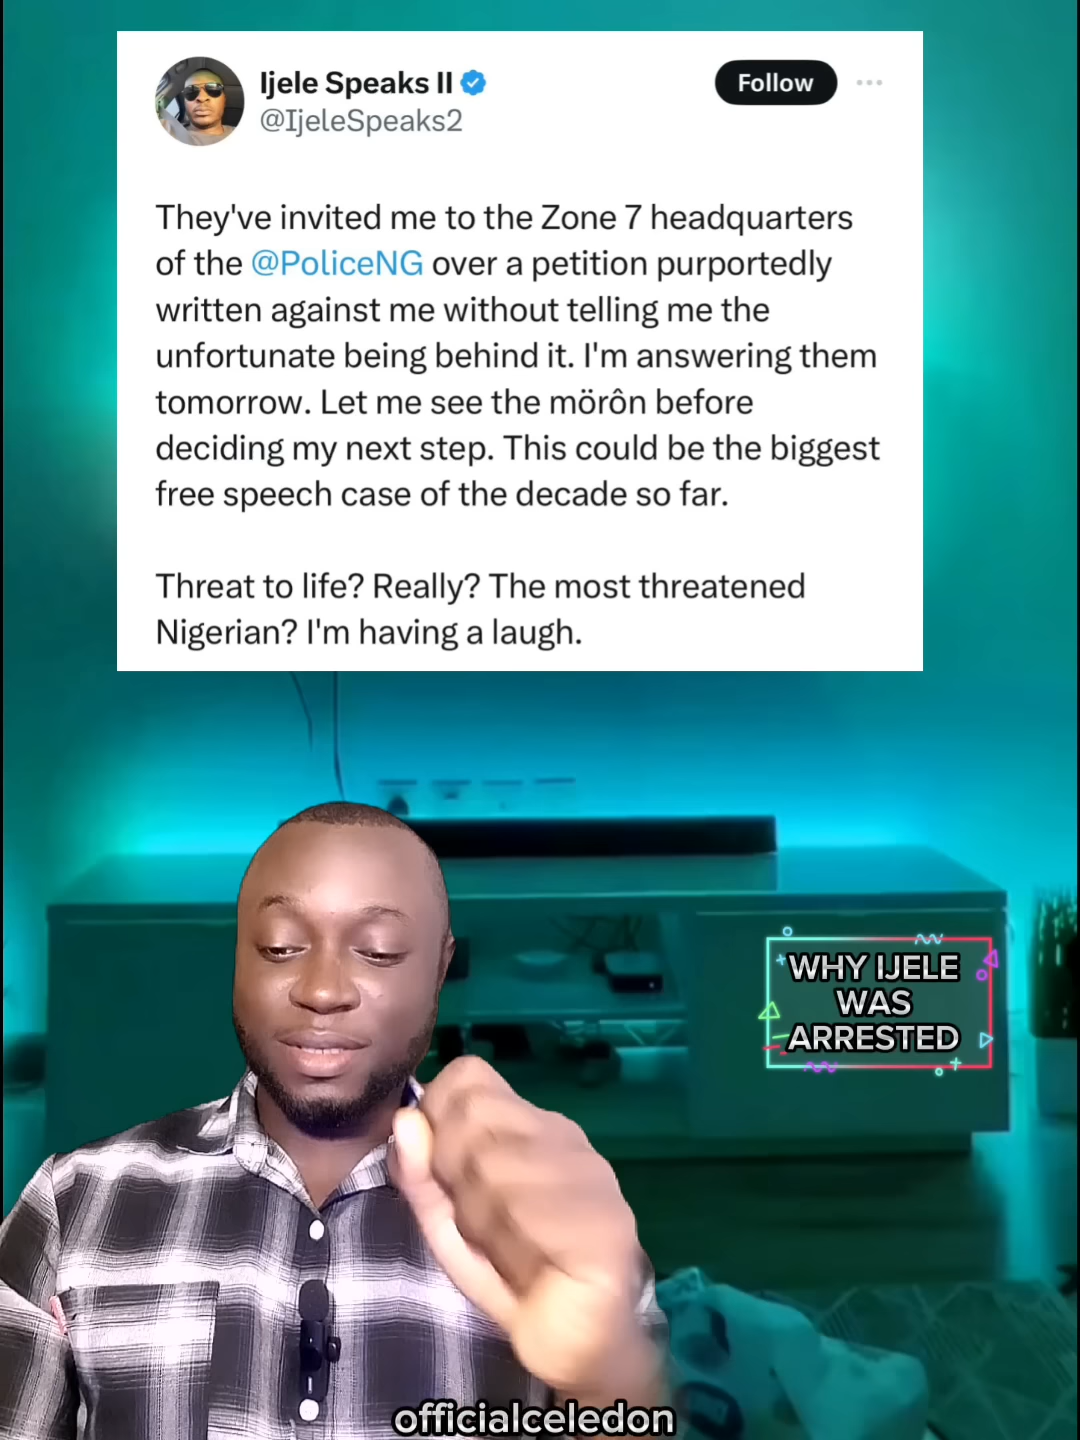 Ijele Speaks II
@IjeleSpeaks2
Follow
They've invited me to the Zone 7 headquarters
of the @PoliceNG over a petition purportedly
written against me without telling me the
unfortunate being behind it. I'm answering them
tomorrow. Let me see the mörôn before
deciding my next step. This could be the biggest
free speech case of the decade so far.
Threat to life? Really? The most threatened
Nigerian? I'm having a laugh.
WHY IJELE
WAS
ARRESTED
officialceledon